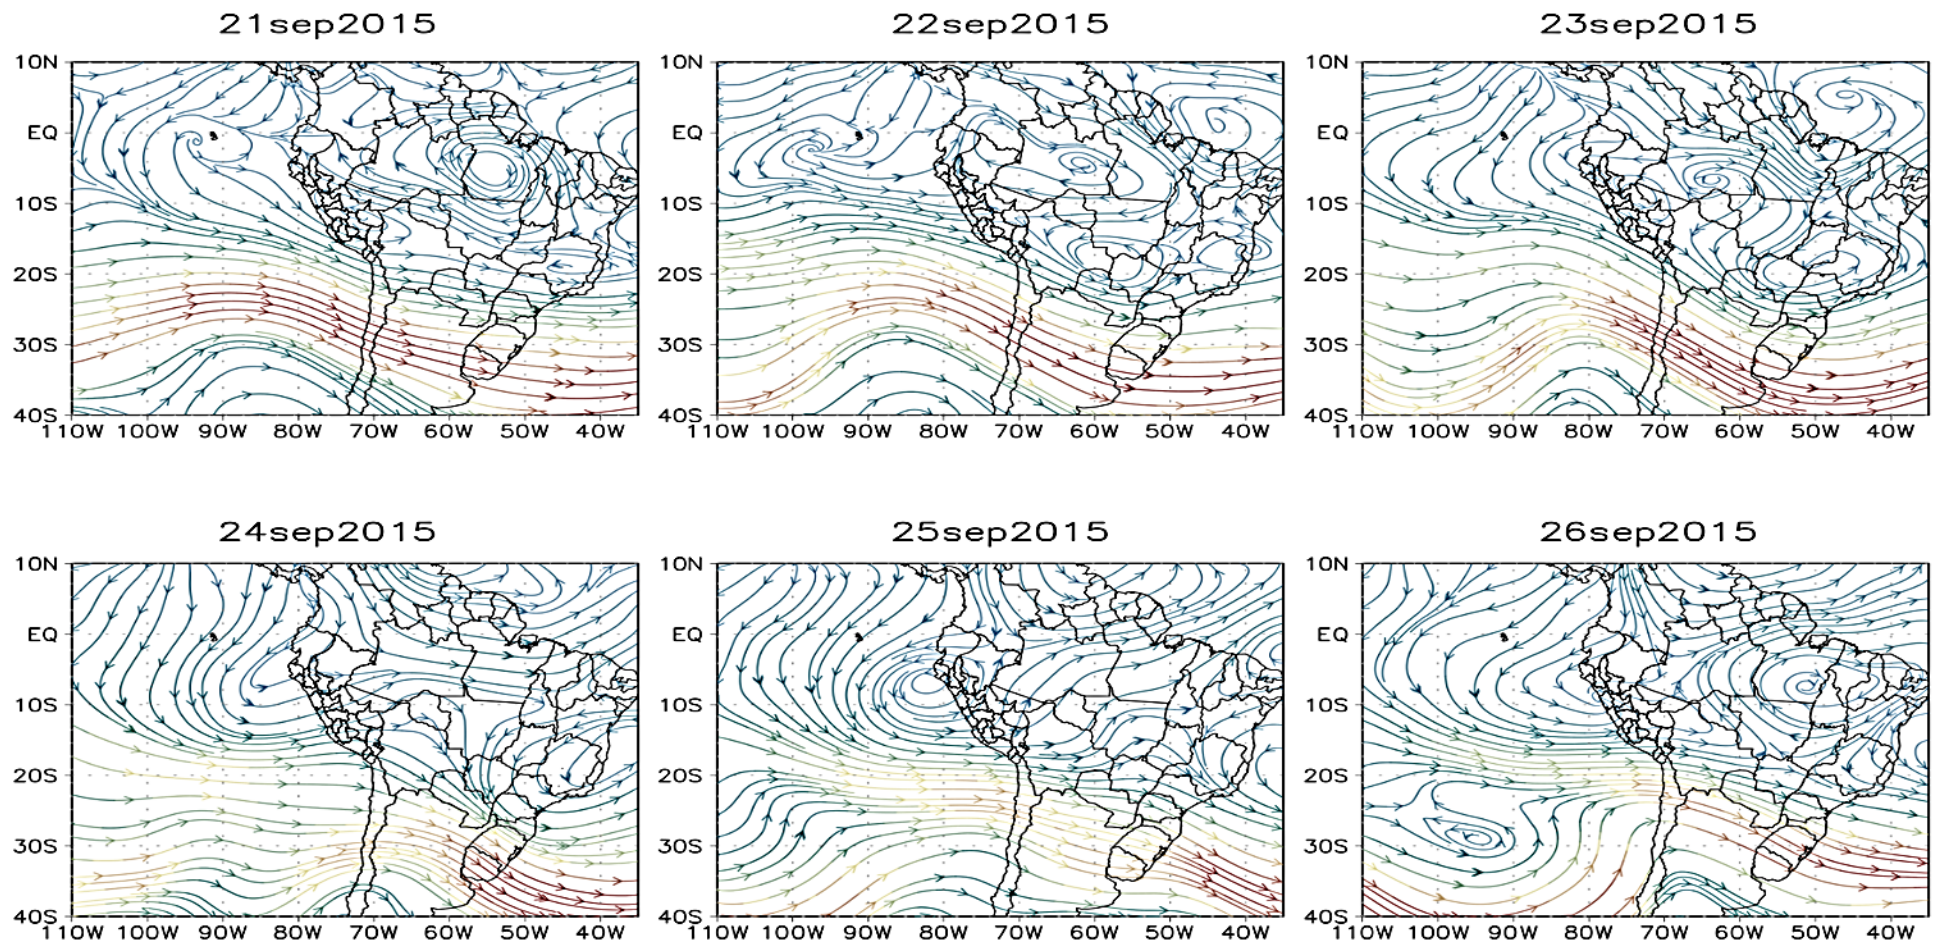 21sep2015 22sep2015 23sep2015
10N 10N 10N
EQ EQ EQ
10S 10S 10S
20S 20S 20S
30S 30S 30S
40S 40S 40S
110W 100W 90W 80W 70W 60W 50W 40W 110W 100W 90W 80W 70W 60W 50W 40W 110W 100W 90W 80W 70W 60W 50W 40W
24sep2015 25sep2015 26sep2015
10N 10N 10N
EQ EQ EQ
10S 10S 10S
20S 20S 20S
30S 30S 30S
40S 40S 40S
110W 100W 90W 80W 70W 60W 50W 40W 110W 100W 90W 80W 70W 60W 50W 40W 110W 100W 90W 80W 70W 60W 50W 40W